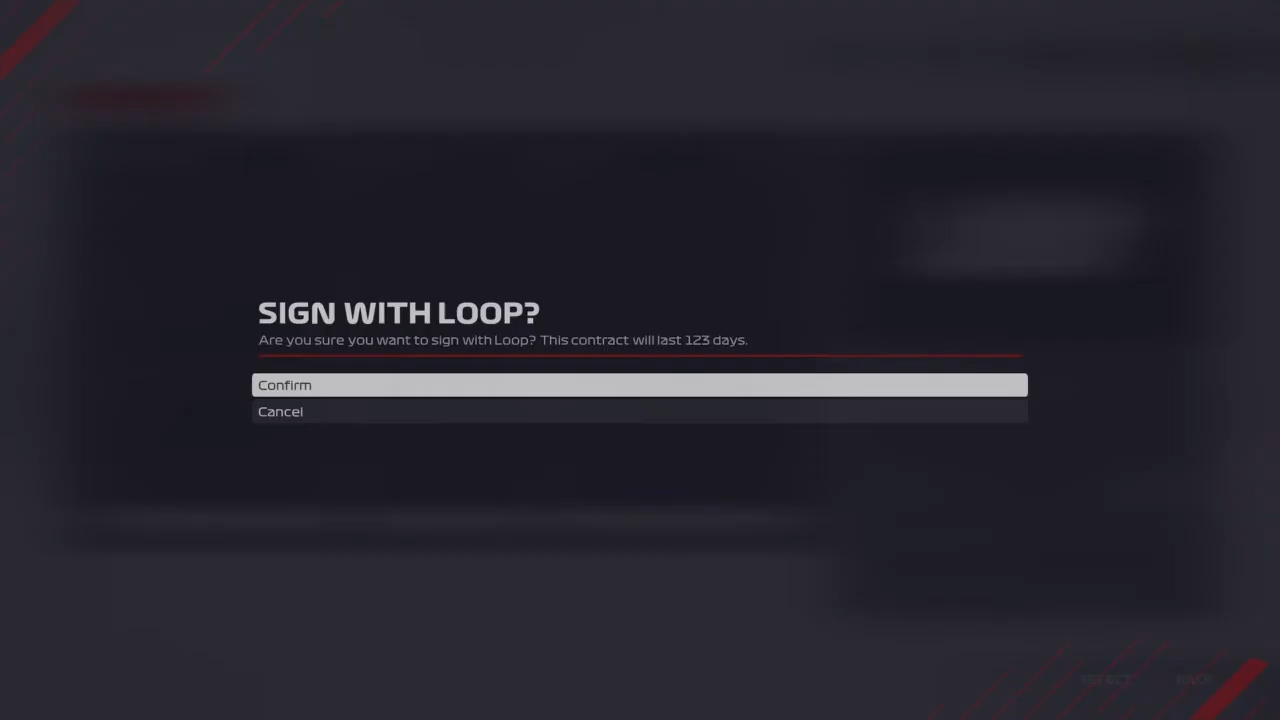 SIGN WITH LOOP?
Are you sure you want to sign with Loop? This contract will last 123 days.
Confirm
Cancel